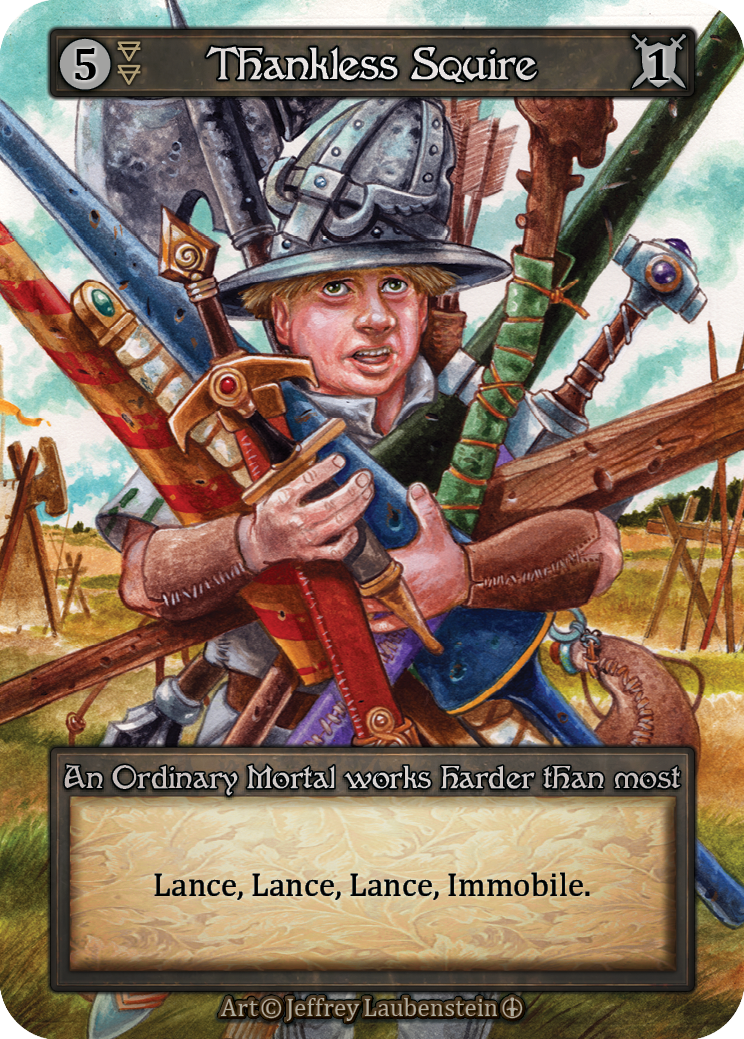 5 Thankless Squire 1
An Ordinary Mortal works harder than most
Lance, Lance, Lance, Immobile.
Art © Jeffrey Laubenstein